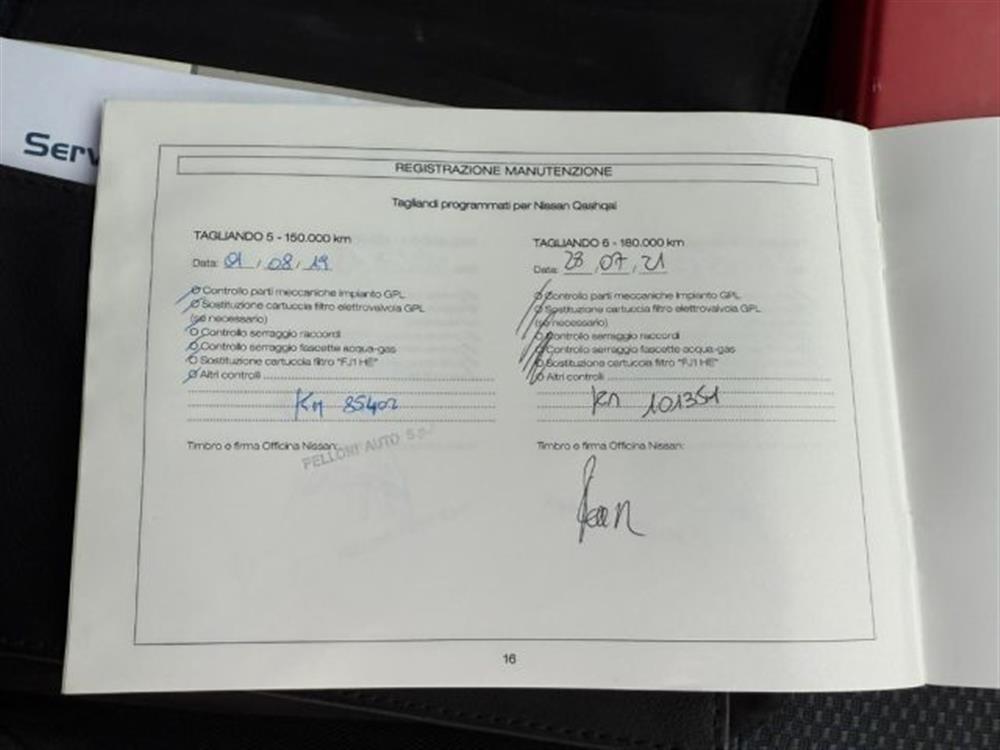 Serv
REGISTRAZIONE MANUTENZIONE
Tagliandi programmati per Nissan Qashqai
TAGLIANDO 5 - 150.000 km
Data: 01 / 08 / 19
Controllo parti meccaniche impianto GPL
Sostituzione cartuccia filtro elettrovalvola GPL
(se necessario)
Controllo serraggio raccordi
Controllo serraggio fascette acqua-gas
Sostituzione cartuccia filtro "FJ1 HE"
Altri controlli
Km 85402
Timbro e firma Officina Nissan:
FELLONI AUTO S.p.
TAGLIANDO 6 - 180.000 km
Data: 23 / 07 / 21
Controllo parti meccaniche impianto GPL
Sostituzione cartuccia filtro elettrovalvola GPL
(se necessario)
Controllo serraggio raccordi
Controllo serraggio fascette acqua-gas
Sostituzione cartuccia filtro "FJ1 HE"
Altri controlli
Km 101351
Timbro e firma Officina Nissan:
16